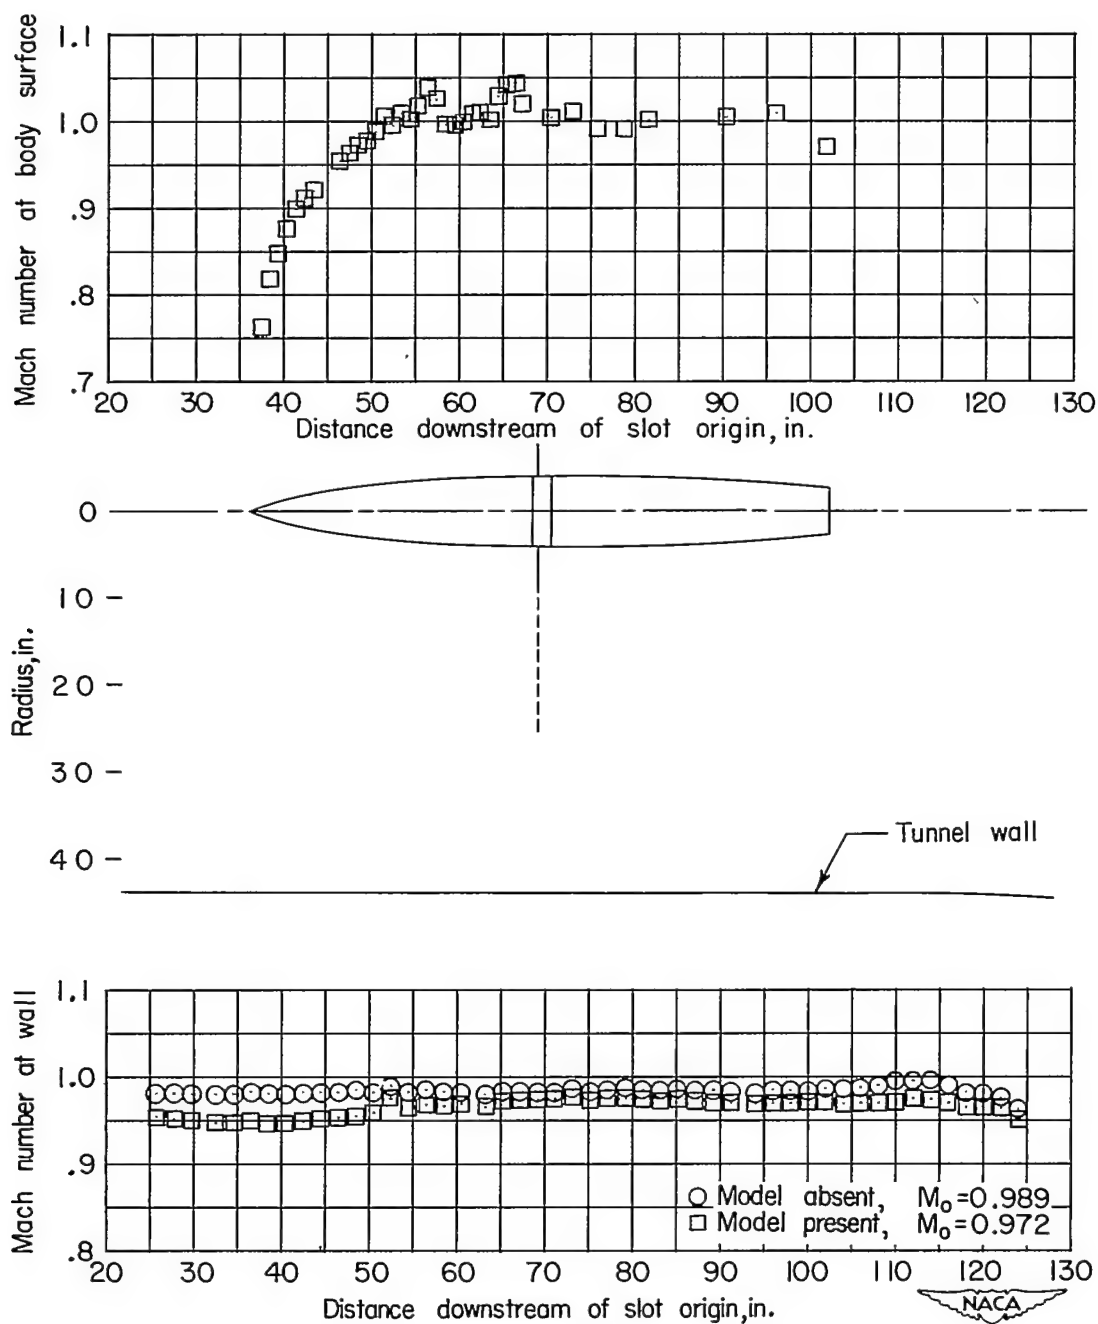 Mach number at body surface
1.1
1.0
.9
.8
.7
20 30 40 50 60 70 80 90 100 110 120 130
Distance downstream of slot origin, in.
Radius, in.
0
10
20
30
40
Tunnel wall
Mach number at wall
1.1
1.0
.9
.8
Model absent, Mo=0.989
Model present, Mo=0.972
20 30 40 50 60 70 80 90 100 110 120 130
Distance downstream of slot origin, in.
NACA